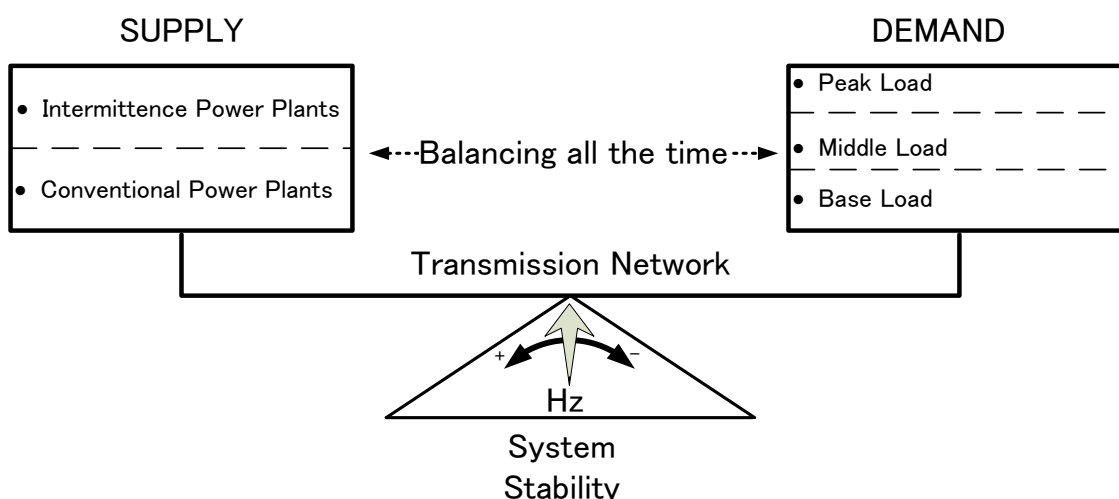 SUPPLY
DEMAND
• Intermittence Power Plants
• Conventional Power Plants
Balancing all the time
• Peak Load
• Middle Load
• Base Load
Transmission Network
+
−
Hz
System
Stability